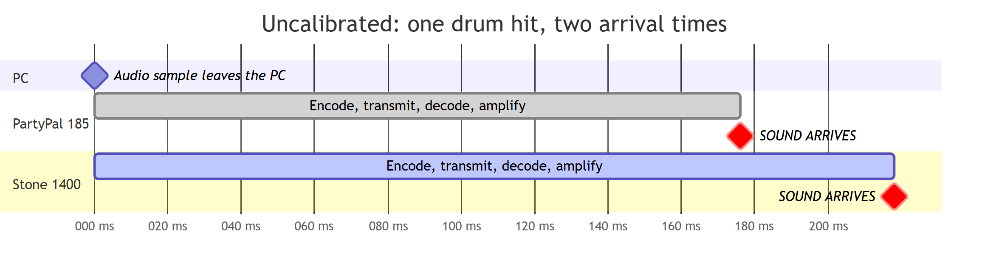 Uncalibrated: one drum hit, two arrival times
PC
Audio sample leaves the PC
Encode, transmit, decode, amplify
PartyPal 185
SOUND ARRIVES
Encode, transmit, decode, amplify
Stone 1400
SOUND ARRIVES
000 ms 020 ms 040 ms 060 ms 080 ms 100 ms 120 ms 140 ms 160 ms 180 ms 200 ms